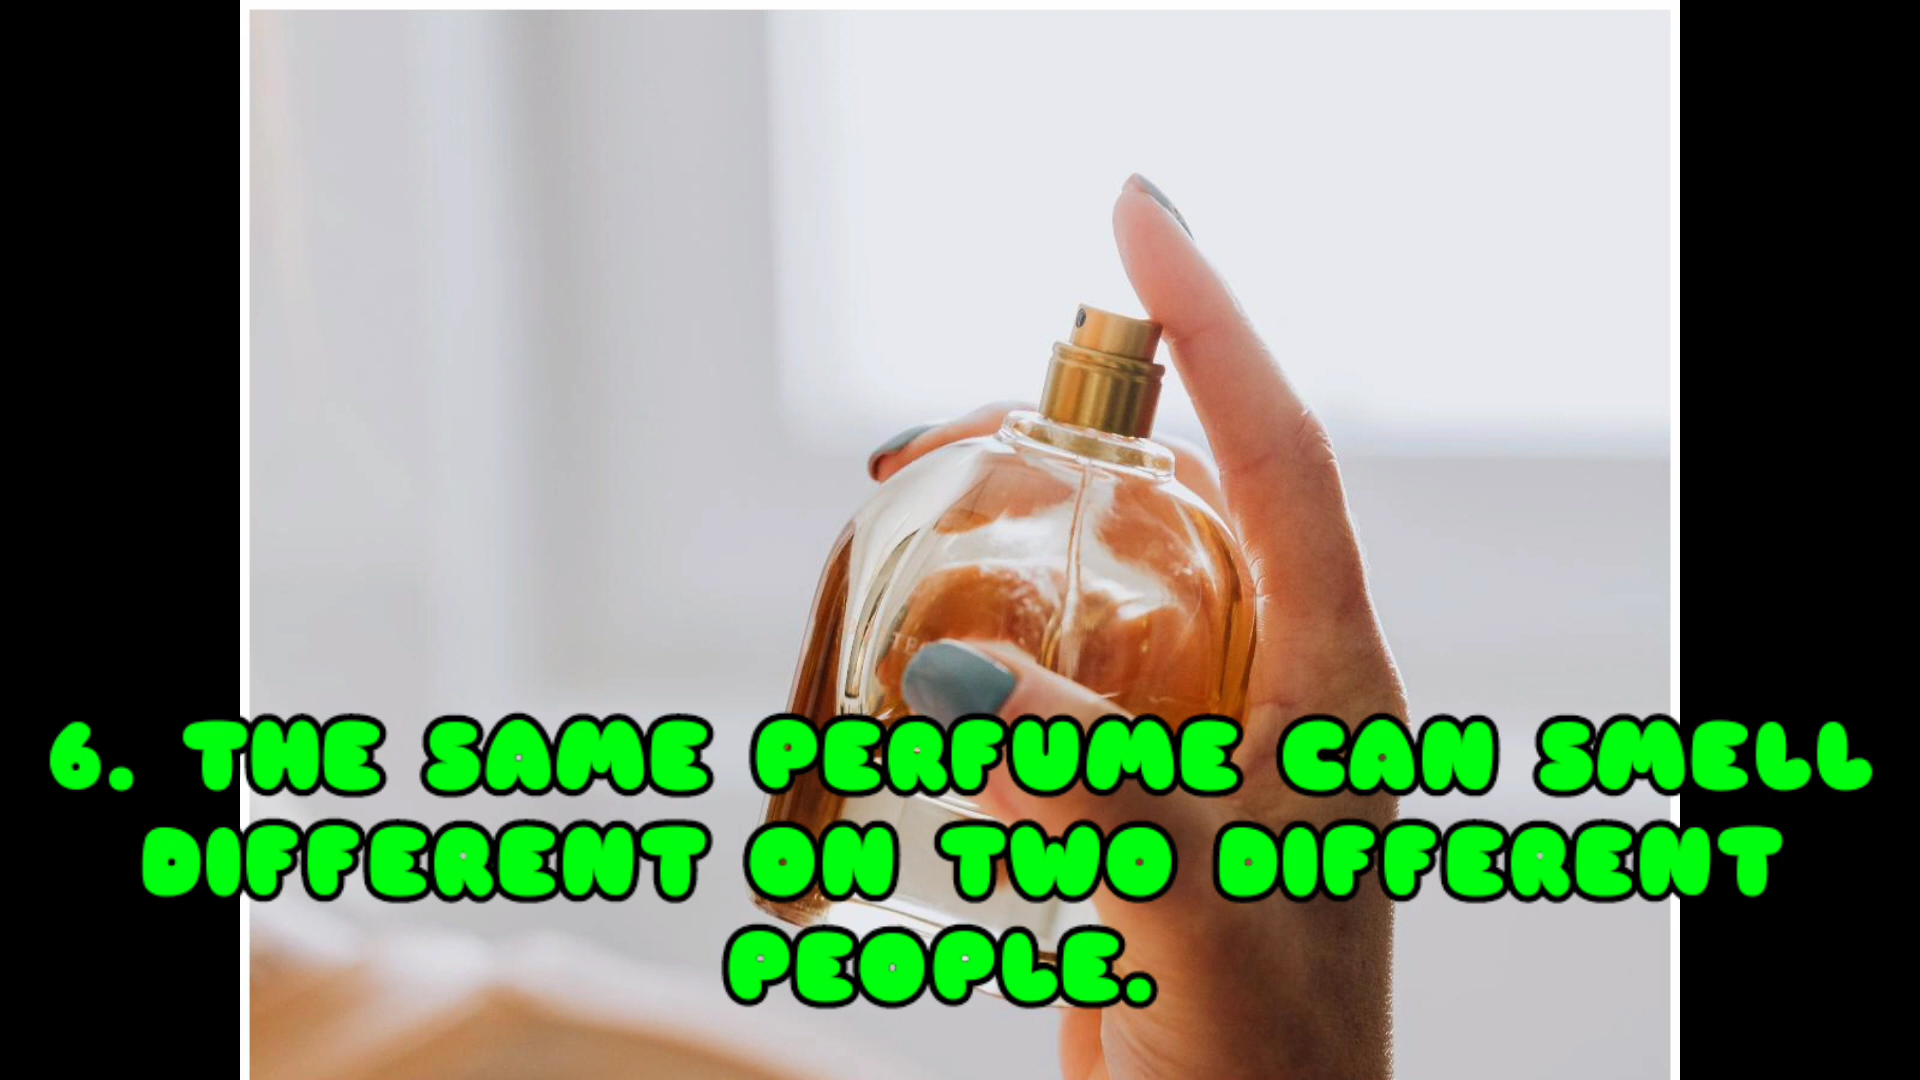 6. THE SAME PERFUME CAN SMELL
DIFFERENT ON TWO DIFFERENT
PEOPLE.